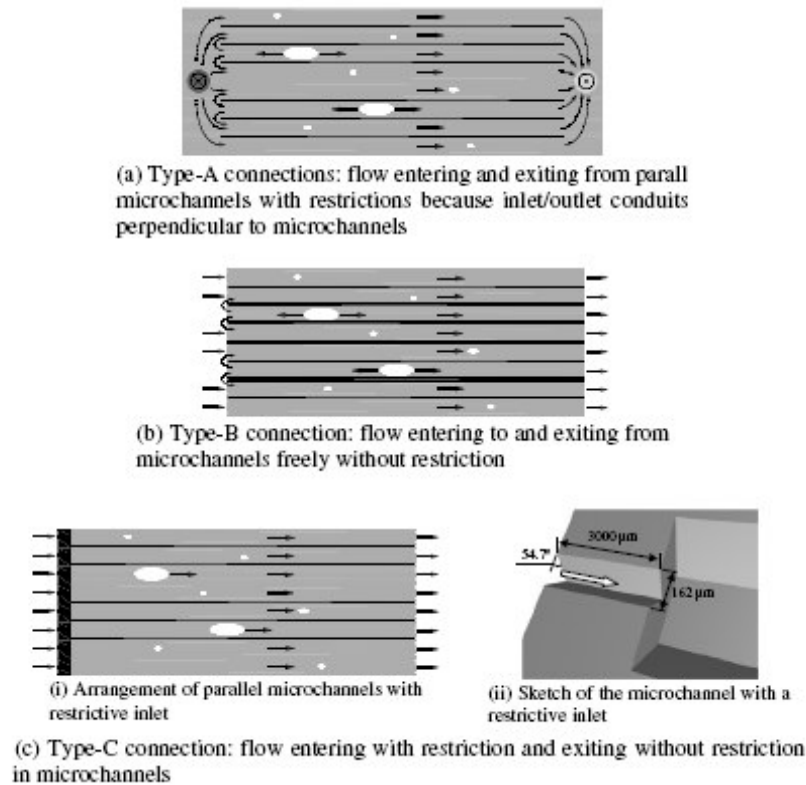 (a) Type-A connections: flow entering and exiting from parall
microchannels with restrictions because inlet/outlet conduits
perpendicular to microchannels
(b) Type-B connection: flow entering to and exiting from
microchannels freely without restriction
3000 μm
54.7°
162 μm
(i) Arrangement of parallel microchannels with
restrictive inlet
(ii) Sketch of the microchannel with a
restrictive inlet
(c) Type-C connection: flow entering with restriction and exiting without restriction
in microchannels